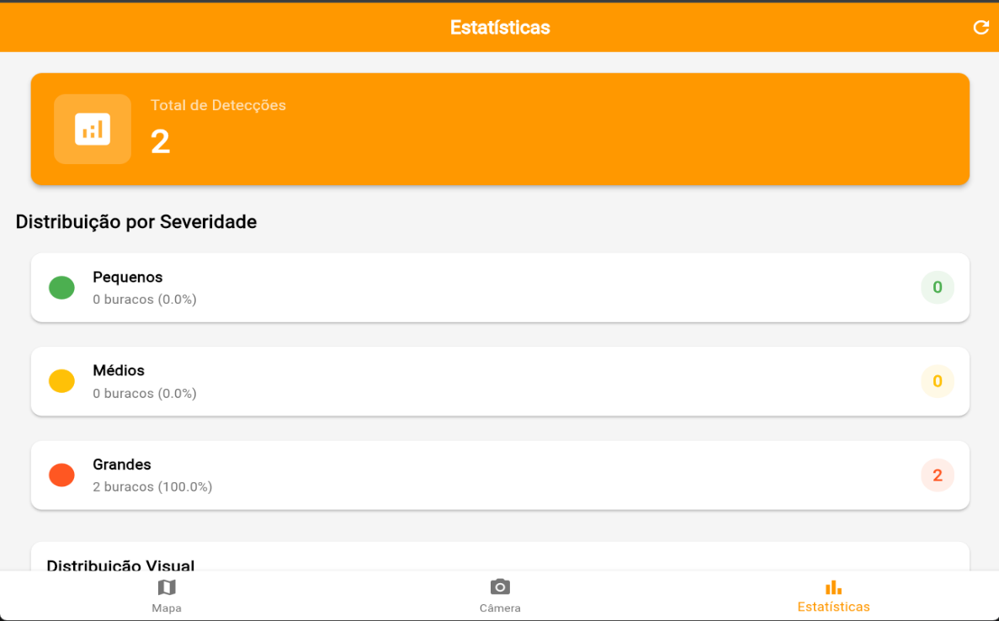 Estatísticas
Total de Detecções
2
Distribuição por Severidade
Pequenos
0 buracos (0.0%)
0
Médios
0 buracos (0.0%)
0
Grandes
2 buracos (100.0%)
2
Distribuição Visual
Mapa
Câmera
Estatísticas